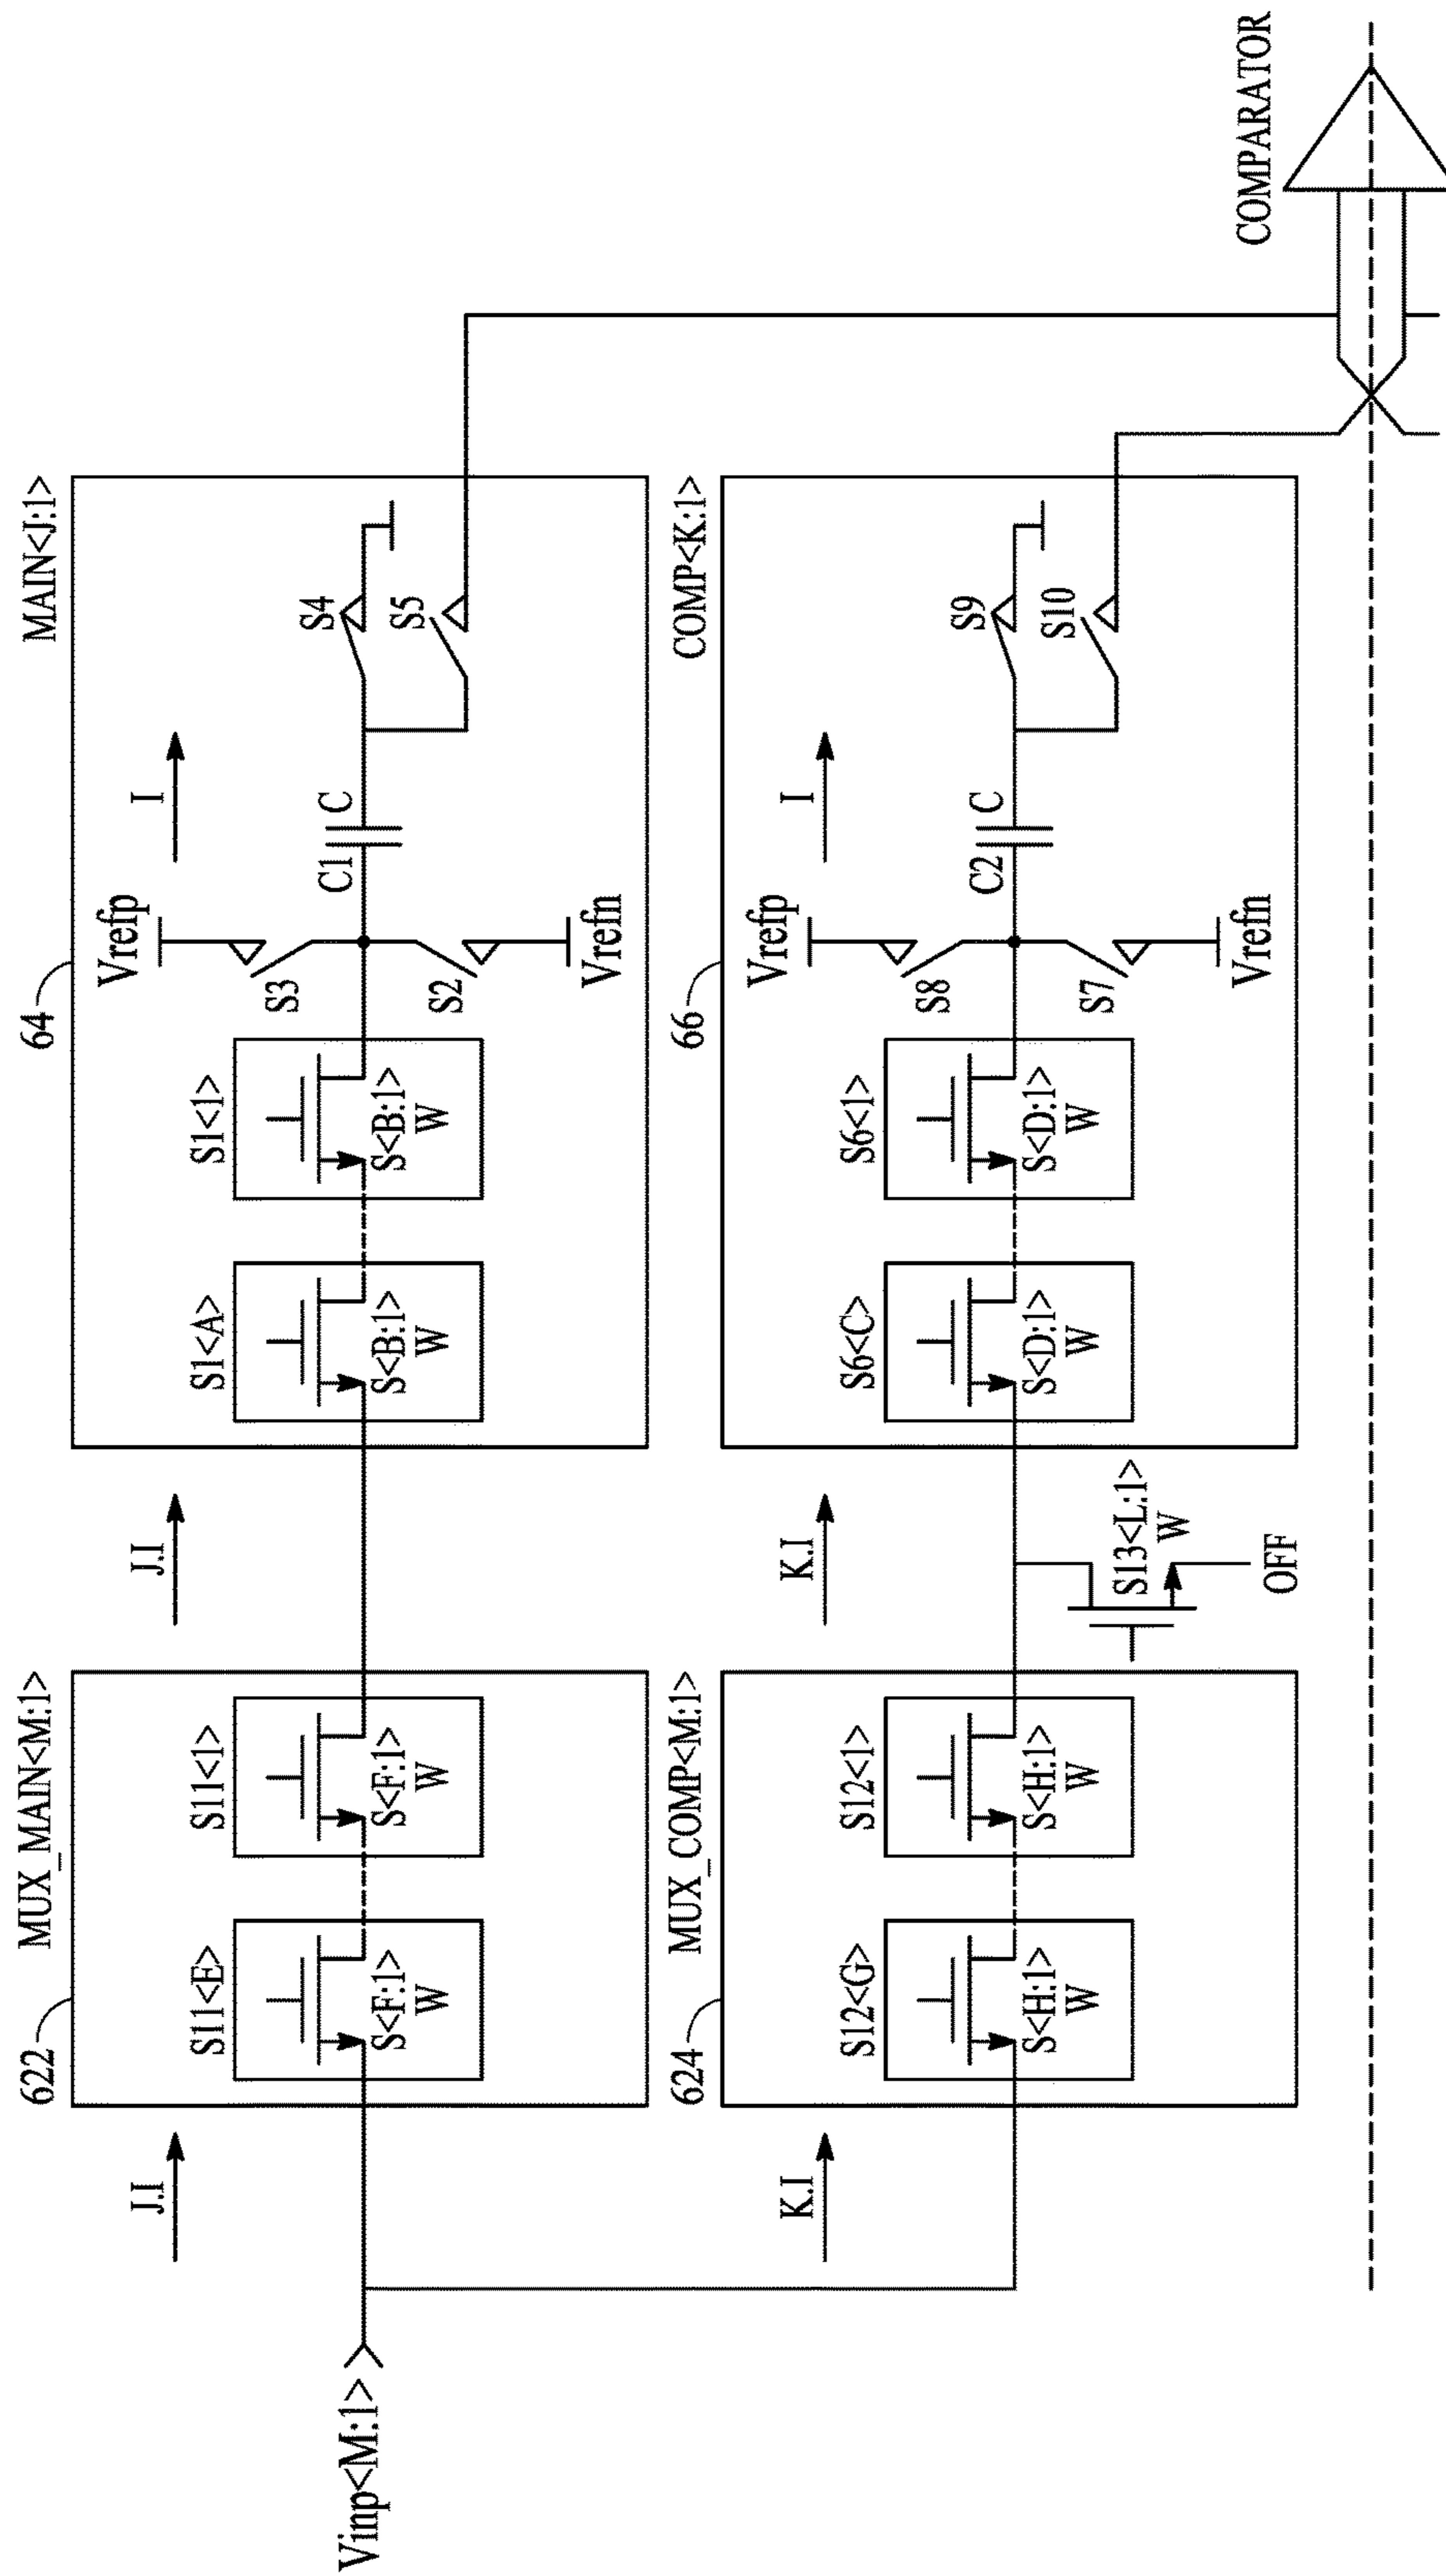 622
MUX_MAIN<M:1>
64
MAIN<J:1>
J.I
J.I
I
Vrefp
S11<E>
S11<1>
S1<A>
S1<1>
S3
S4
Vinp<M:1>
C1
C
S<F:1>
W
S<F:1>
W
S<B:1>
W
S<B:1>
W
S2
S5
Vrefn
624
MUX_COMP<M:1>
66
COMP<K:1>
K.I
K.I
I
Vrefp
S12<G>
S12<1>
S6<C>
S6<1>
S8
S9
C2
C
S<H:1>
W
S<H:1>
W
S<D:1>
W
S<D:1>
W
S7
S10
S13<L:1>
W
Vrefn
OFF
COMPARATOR